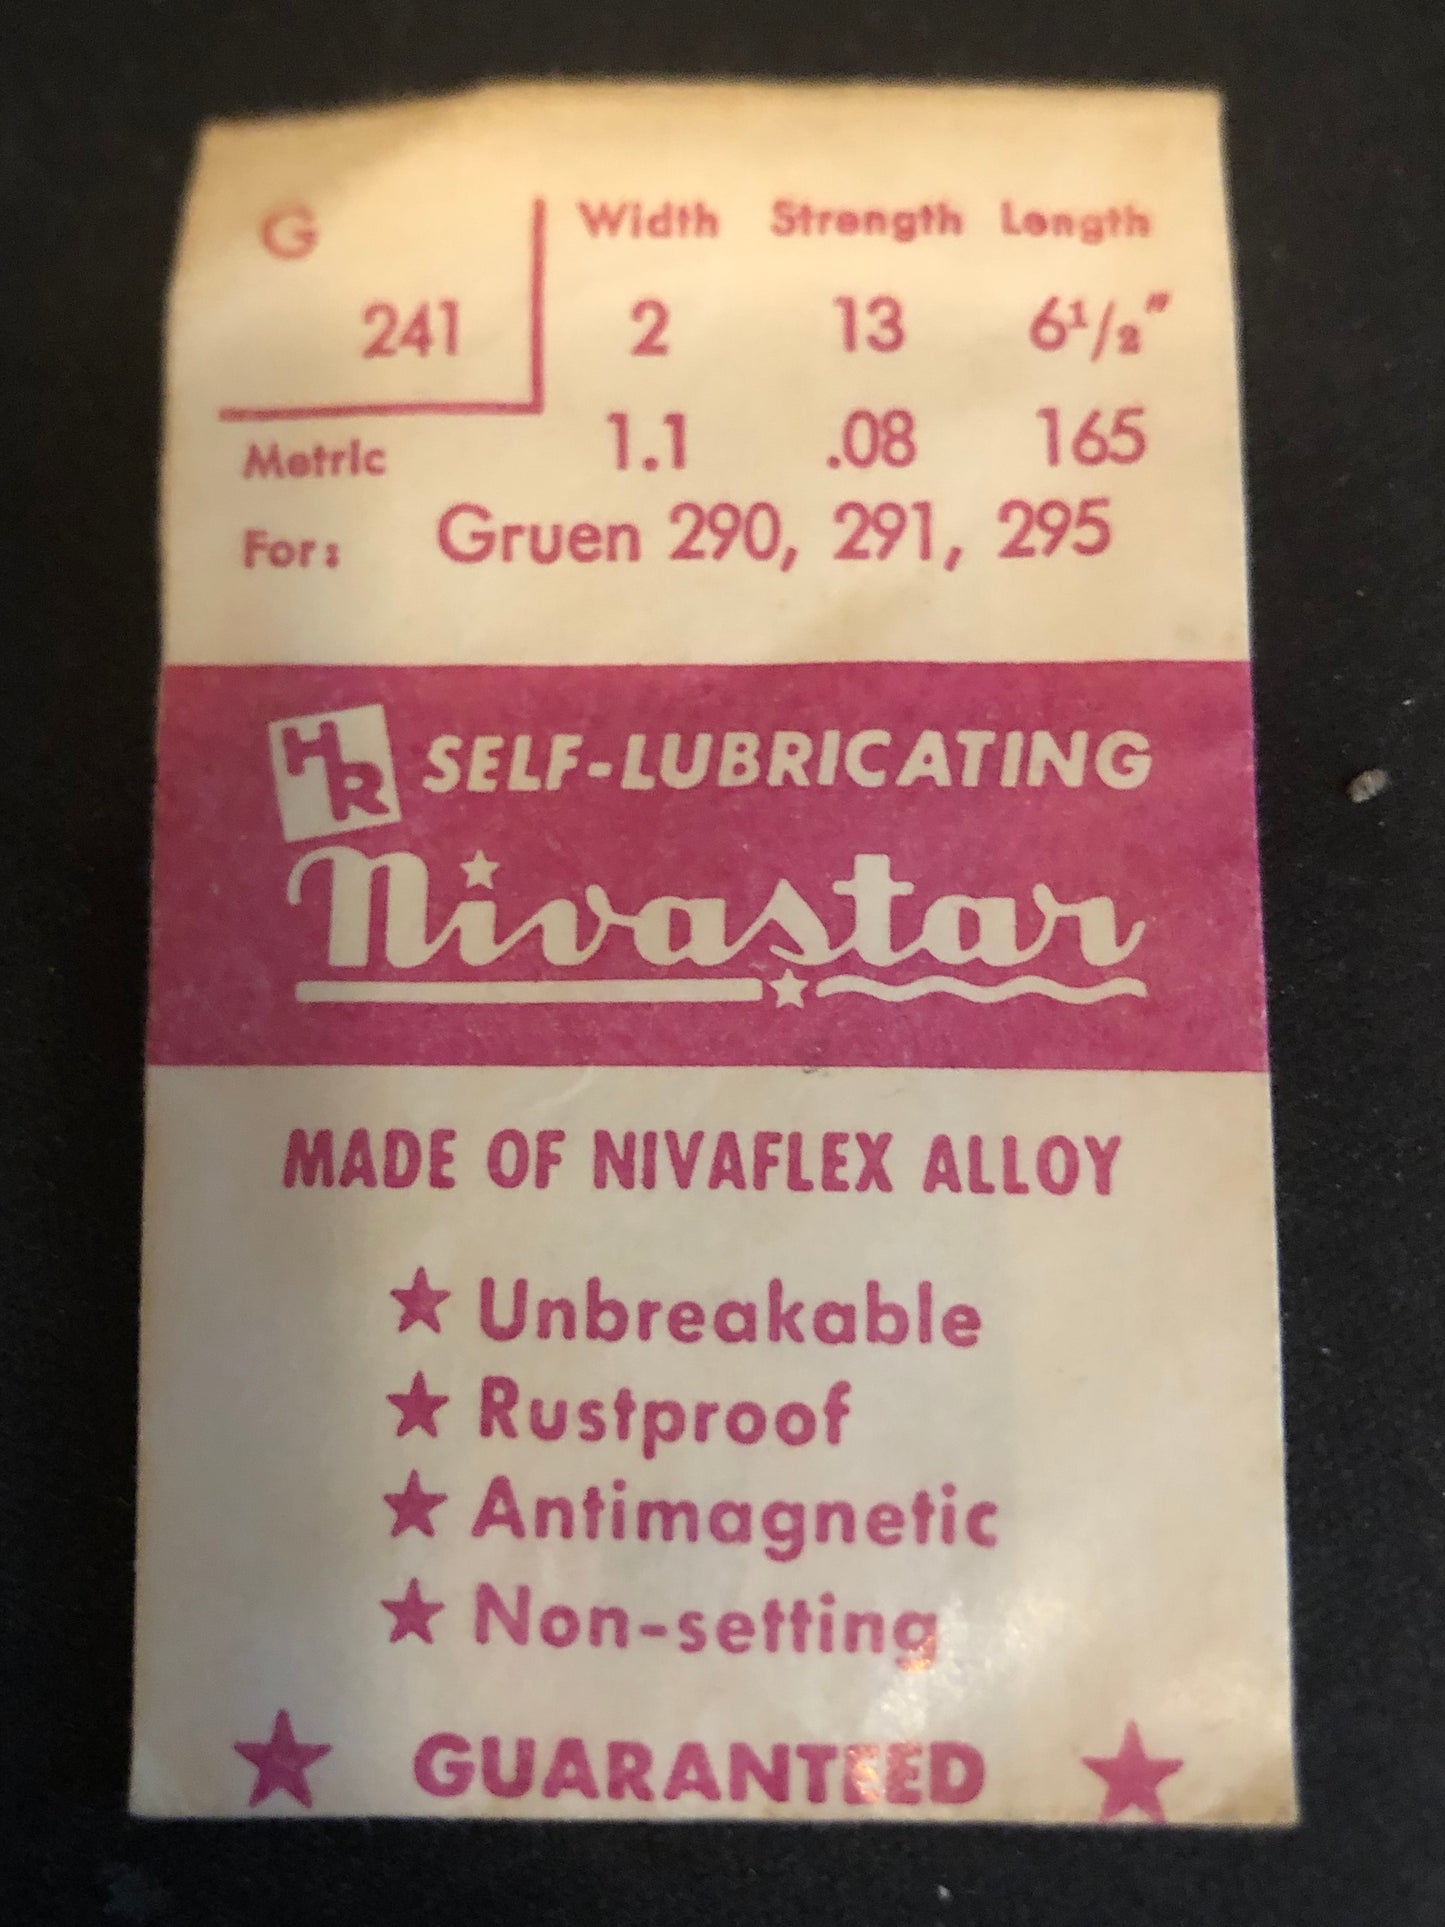 G Width Strength Length
241 2 13 6½"
Metric 1.1 .08 165
For: Gruen 290, 291, 295
HR SELF-LUBRICATING
Nivastar
MADE OF NIVAFLEX ALLOY
★ Unbreakable
★ Rustproof
★ Antimagnetic
★ Non-setting
★ GUARANTEED ★